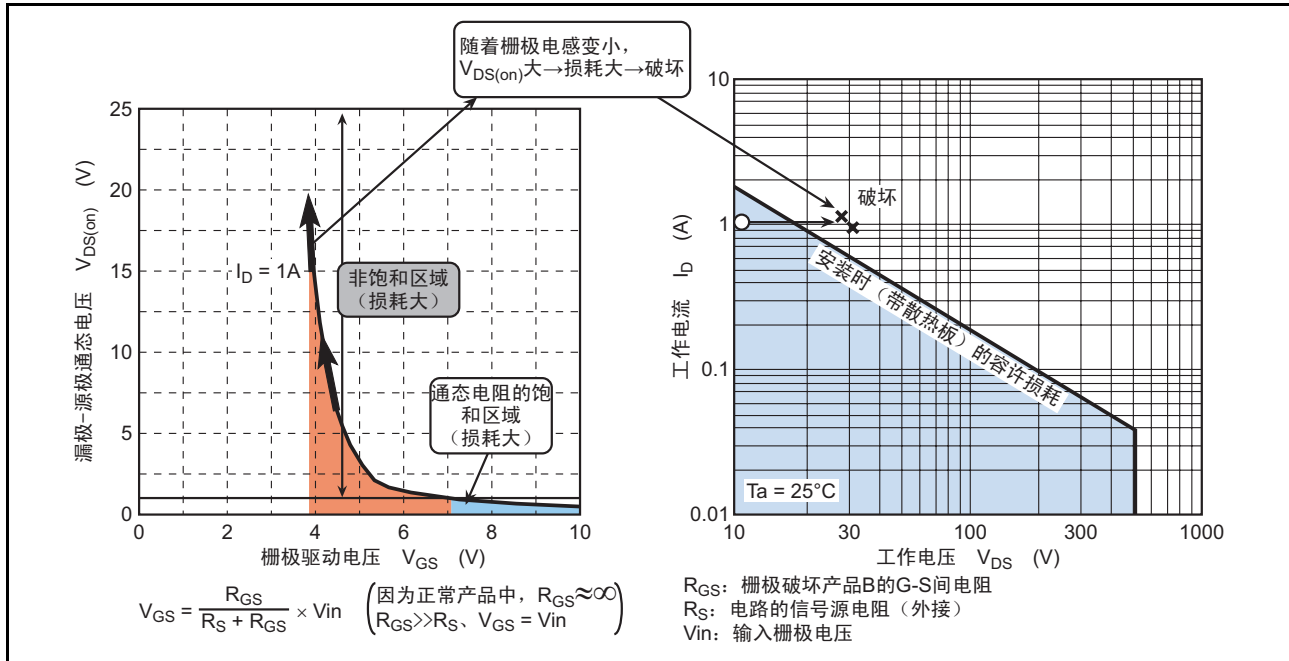 随着栅极电感变小，
VDS(on)大→损耗大→破坏
漏极-源极通态电压 VDS(on) (V)
25
20
15
10
5
0
0
2
4
6
8
10
ID = 1A
非饱和区域
（损耗大）
通态电阻的饱
和区域
（损耗大）
栅极驱动电压 VGS (V)
工作电流 ID (A)
10
1
0.1
0.01
破坏
安装时（带散热板）的容许损耗
Ta = 25°C
10
30
100
300
1000
工作电压 VDS (V)
VGS = RGS / (RS + RGS) × Vin
(因为正常产品中，RGS≈∞
RGS>>RS、VGS = Vin)
RGS：栅极破坏产品B的G-S间电阻
RS：电路的信号源电阻（外接）
Vin：输入栅极电压